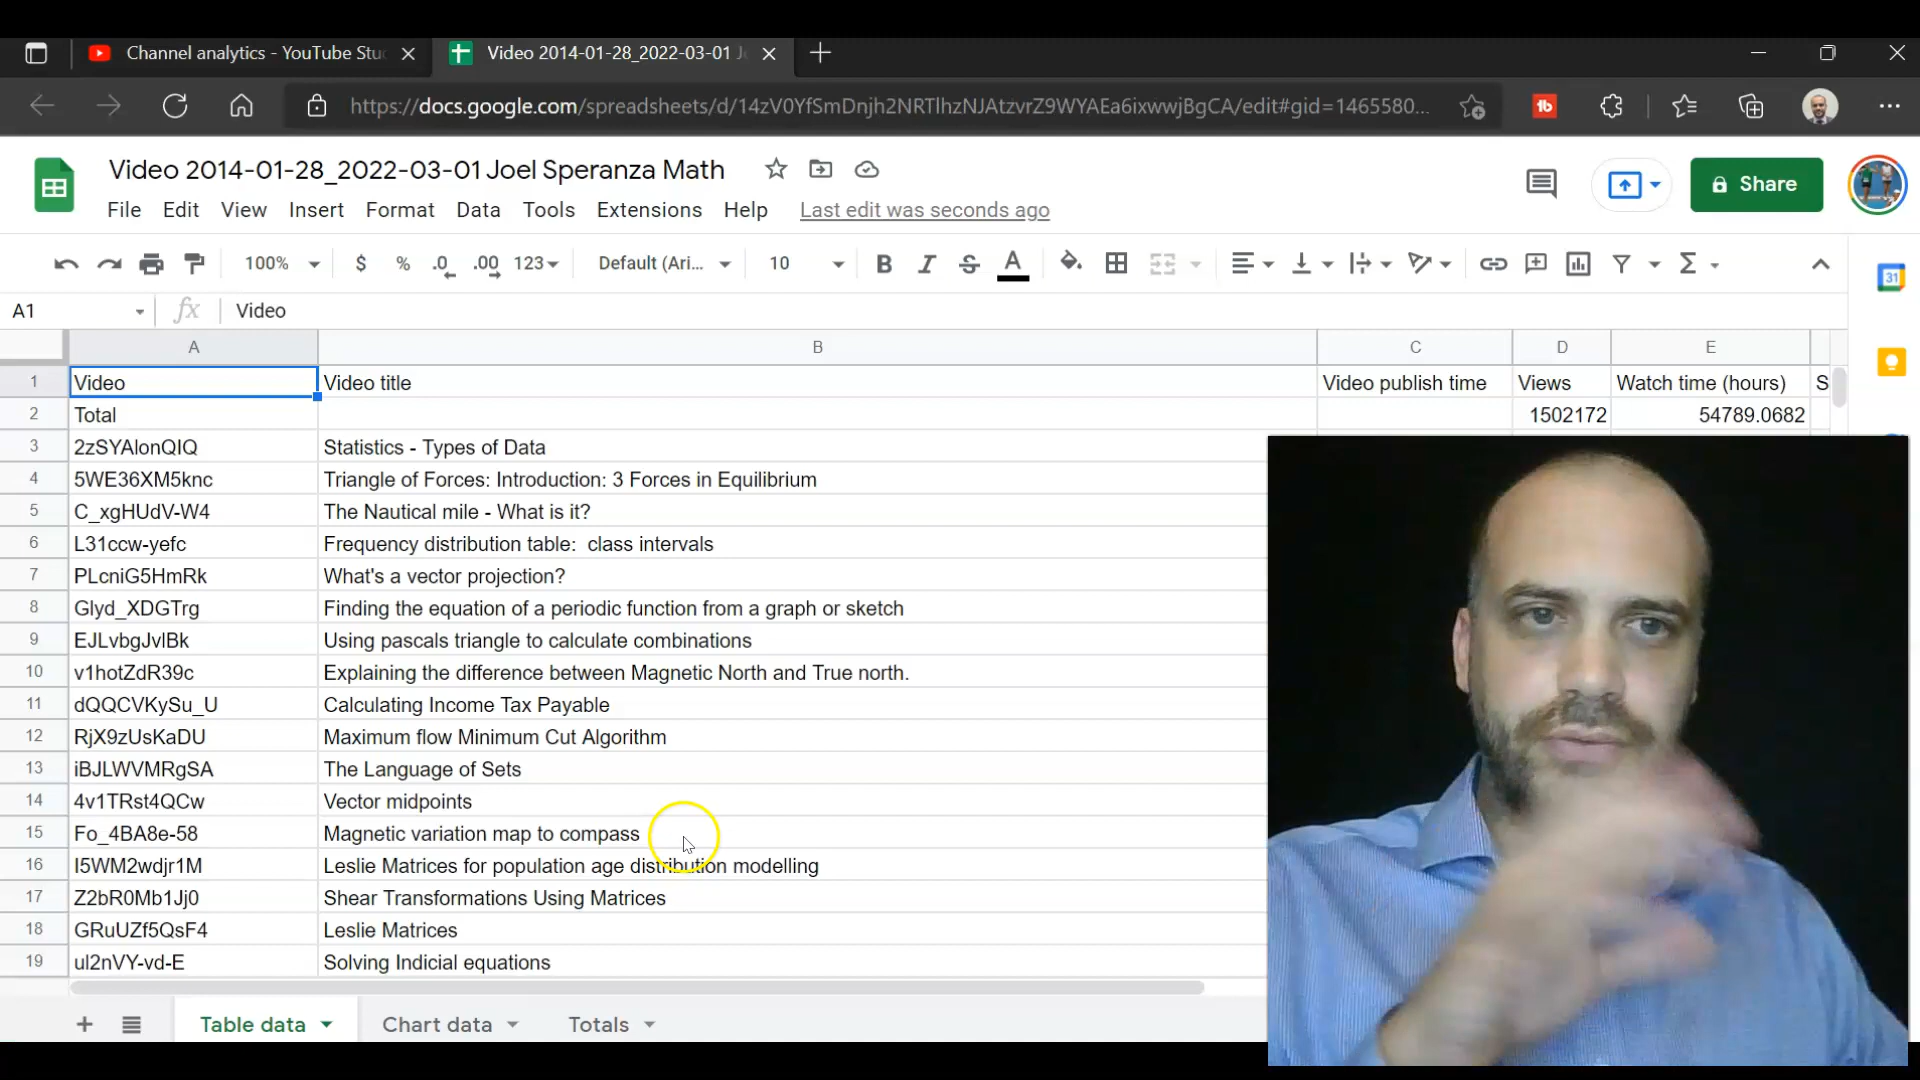 Channel analytics - YouTube Stu
Video 2014-01-28_2022-03-01 J
https://docs.google.com/spreadsheets/d/14zV0YfSmDnjh2NRTlhzNJAtzvrZ9WYAEa6ixwwjBgCA/edit#gid=1465580...
tb
Video 2014-01-28_2022-03-01 Joel Speranza Math
Share
File Edit View Insert Format Data Tools Extensions Help Last edit was seconds ago
100% $ % .0 .00 123 Default (Ari... 10 B I S A Σ
31
A1 fx Video
A B C D E
1 Video Video title Video publish time Views Watch time (hours) S
2 Total 1502172 54789.0682
3 2zSYAlonQIQ Statistics - Types of Data
4 5WE36XM5knc Triangle of Forces: Introduction: 3 Forces in Equilibrium
5 C_xgHUdV-W4 The Nautical mile - What is it?
6 L31ccw-yefc Frequency distribution table:  class intervals
7 PLcniG5HmRk What's a vector projection?
8 Glyd_XDGTrg Finding the equation of a periodic function from a graph or sketch
9 EJLvbgJvlBk Using pascals triangle to calculate combinations
10 v1hotZdR39c Explaining the difference between Magnetic North and True north.
11 dQQCVKySu_U Calculating Income Tax Payable
12 RjX9zUsKaDU Maximum flow Minimum Cut Algorithm
13 iBJLWVMRgSA The Language of Sets
14 4v1TRst4QCw Vector midpoints
15 Fo_4BA8e-58 Magnetic variation map to compass
16 I5WM2wdjr1M Leslie Matrices for population age distribution modelling
17 Z2bR0Mb1Jj0 Shear Transformations Using Matrices
18 GRuUZf5QsF4 Leslie Matrices
19 ul2nVY-vd-E Solving Indicial equations
Table data Chart data Totals